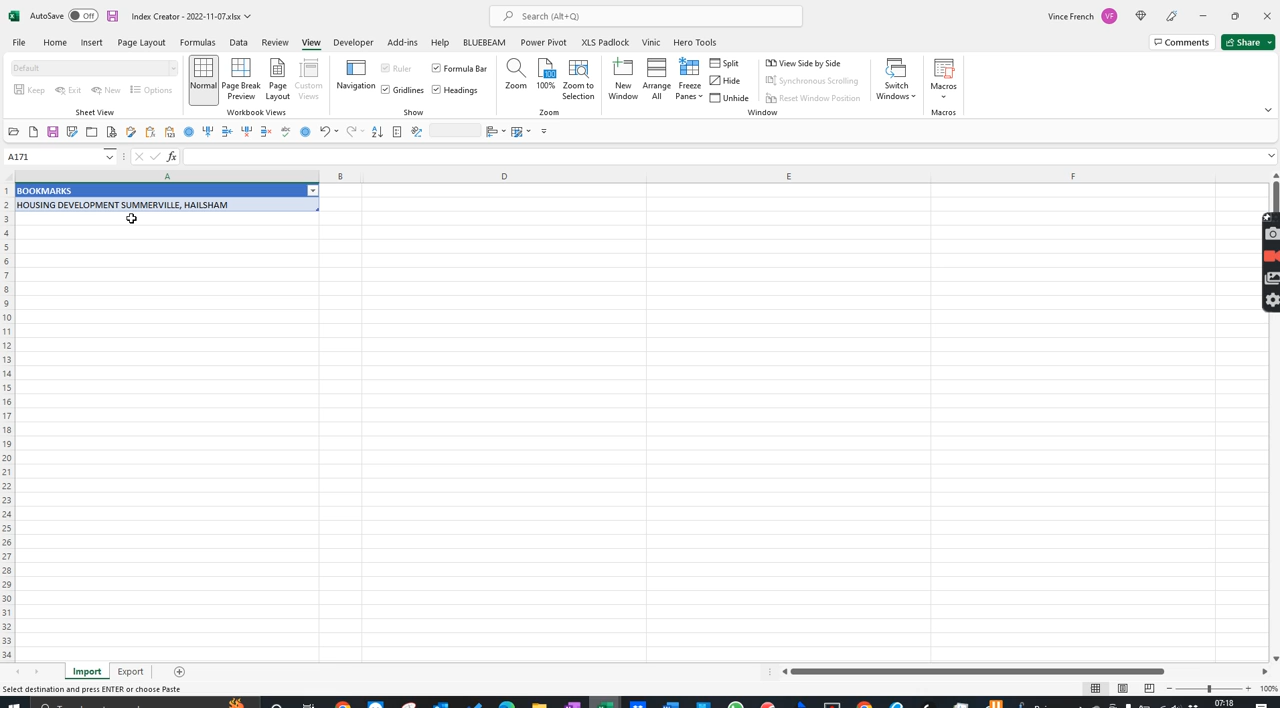 AutoSave Off Index Creator - 2022-11-07.xlsx Search (Alt+Q) Vince French VF
File Home Insert Page Layout Formulas Data Review View Developer Add-ins Help BLUEBEAM Power Pivot XLS Padlock Vinic Hero Tools Comments Share
Default
Keep Exit New Options
Normal Page Break Preview Page Layout Custom Views
Ruler Formula Bar
Gridlines Headings
Navigation
Zoom 100% Zoom to Selection
New Window Arrange All Freeze Panes
Split
Hide
Unhide
View Side by Side
Synchronous Scrolling
Reset Window Position
Switch Windows
Macros
Sheet View Workbook Views Show Zoom Window Macros
A171 fx
A B D E F
1 BOOKMARKS
2 HOUSING DEVELOPMENT SUMMERVILLE, HAILSHAM
3
4
5
6
7
8
9
10
11
12
13
14
15
16
17
18
19
20
21
22
23
24
25
26
27
28
29
30
31
32
33
34
Import Export
Select destination and press ENTER or choose Paste 100%
07:18